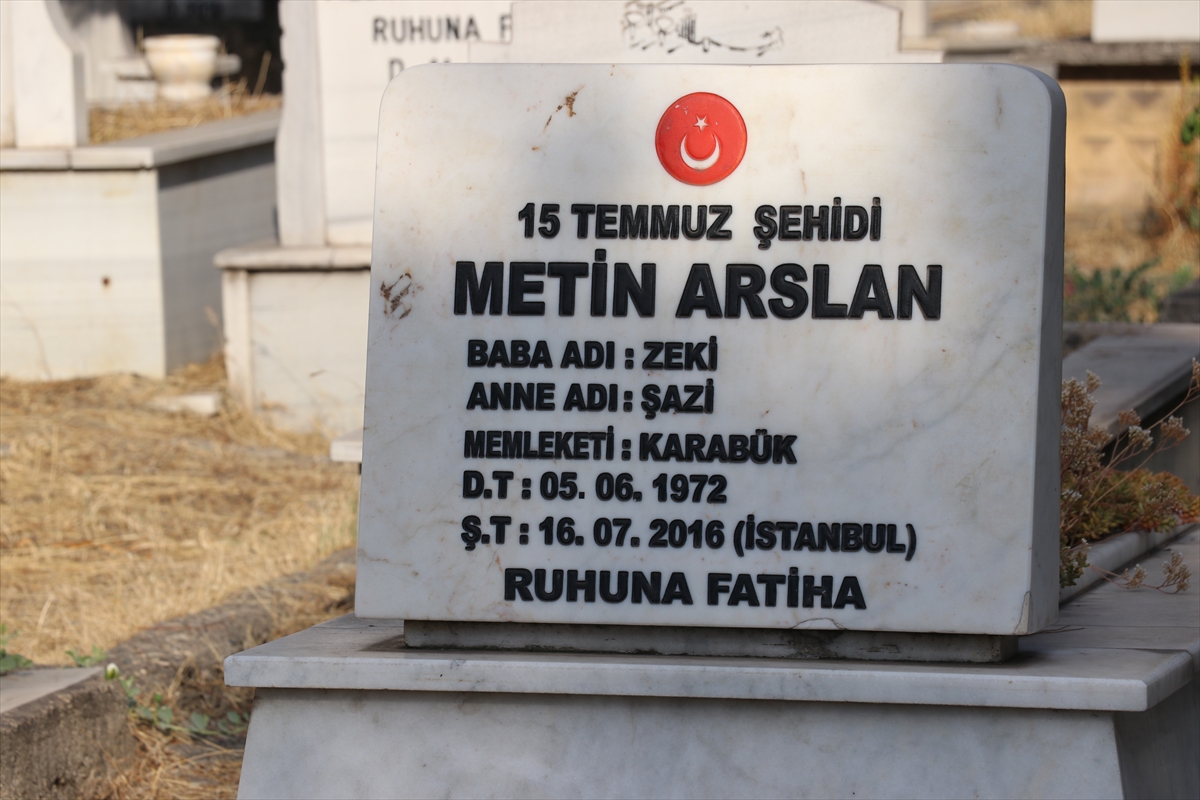 RUHUNA F
15 TEMMUZ ŞEHİDİ
METİN ARSLAN
BABA ADI : ZEKİ
ANNE ADI : ŞAZİ
MEMLEKETİ : KARABÜK
D.T : 05. 06. 1972
Ş.T : 16. 07. 2016 (İSTANBUL)
RUHUNA FATİHA